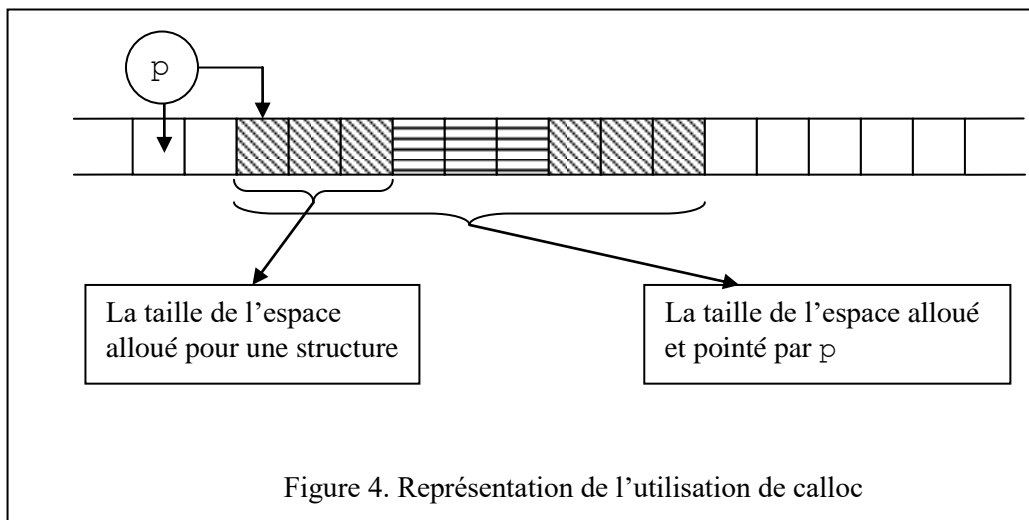 p
La taille de l’espace
alloué pour une structure
La taille de l’espace alloué
et pointé par p
Figure 4. Représentation de l’utilisation de calloc